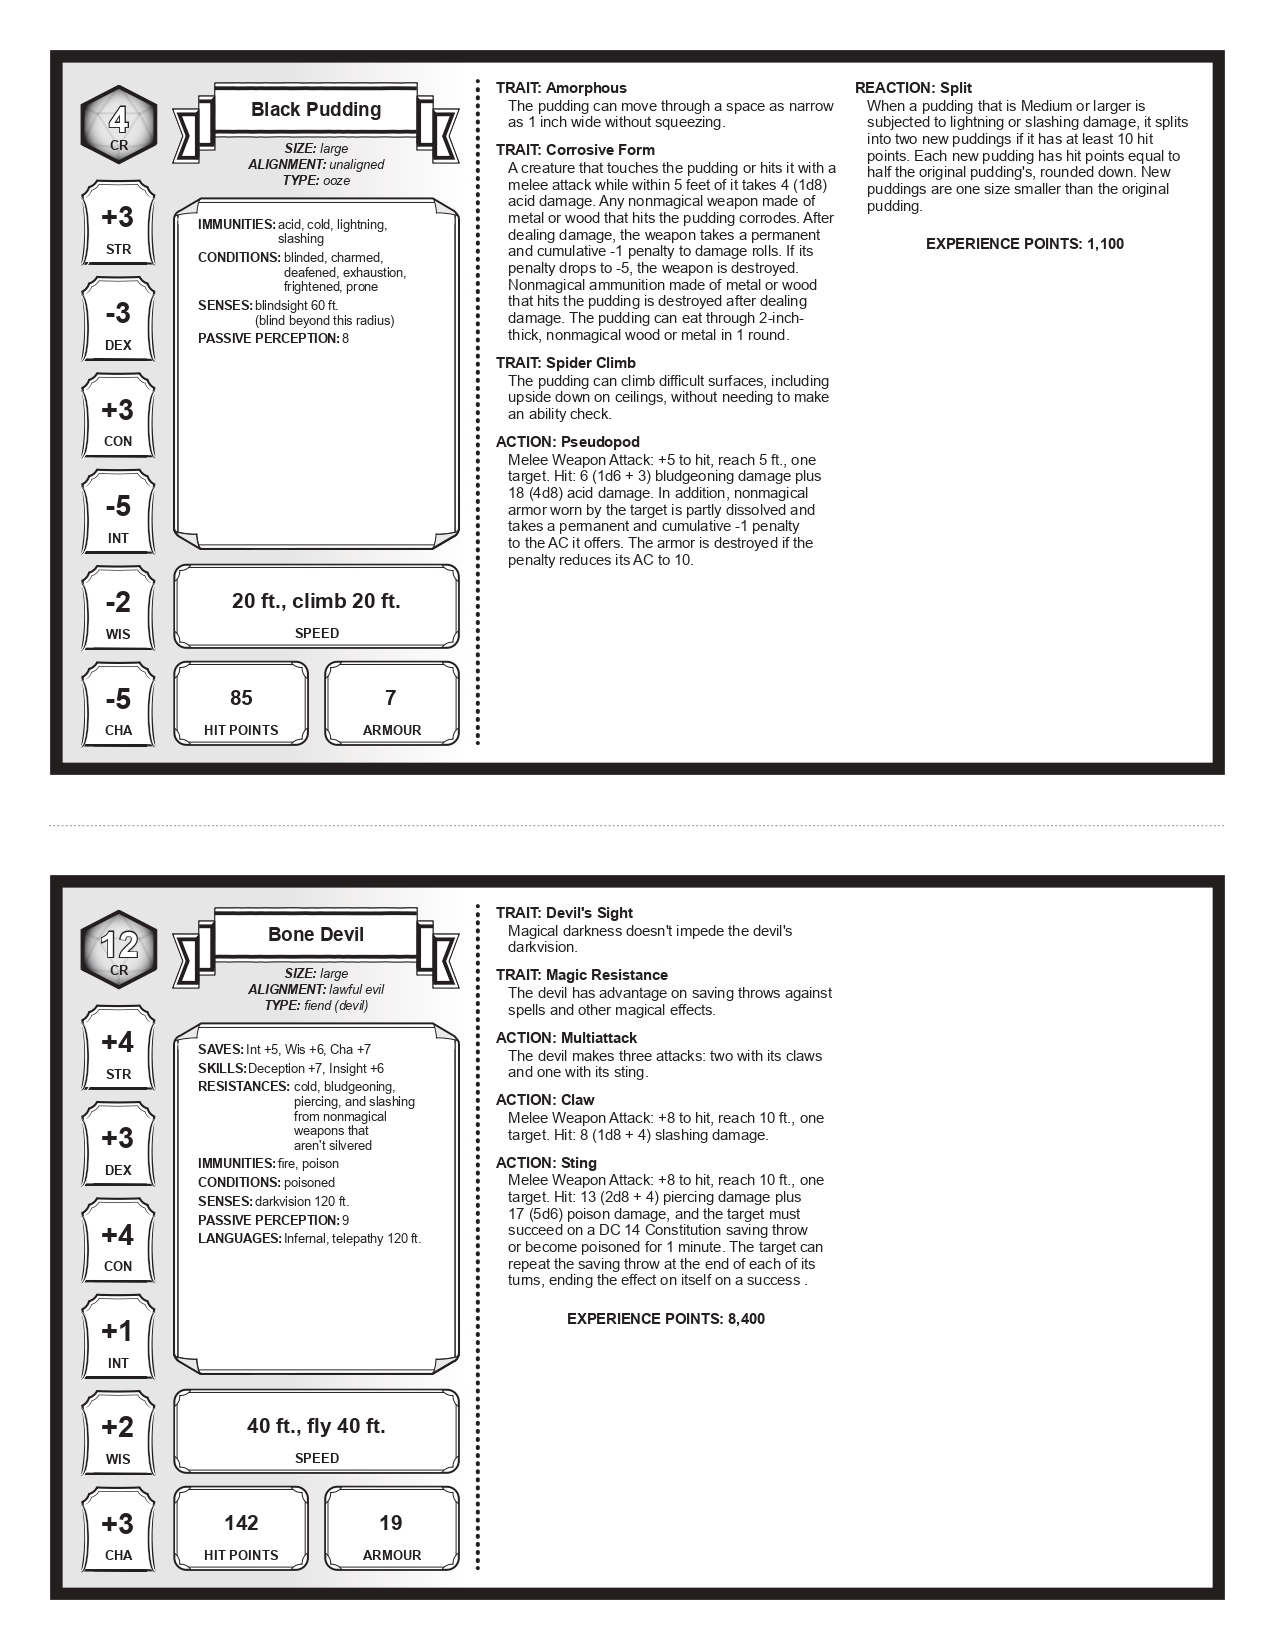 4
CR
Black Pudding
SIZE: large
ALIGNMENT: unaligned
TYPE: ooze
+3
STR
-3
DEX
+3
CON
-5
INT
-2
WIS
-5
CHA
IMMUNITIES: acid, cold, lightning,
slashing
CONDITIONS: blinded, charmed,
deafened, exhaustion,
frightened, prone
SENSES: blindsight 60 ft.
(blind beyond this radius)
PASSIVE PERCEPTION: 8
20 ft., climb 20 ft.
SPEED
85
HIT POINTS
7
ARMOUR
TRAIT: Amorphous
The pudding can move through a space as narrow
as 1 inch wide without squeezing.
TRAIT: Corrosive Form
A creature that touches the pudding or hits it with a
melee attack while within 5 feet of it takes 4 (1d8)
acid damage. Any nonmagical weapon made of
metal or wood that hits the pudding corrodes. After
dealing damage, the weapon takes a permanent
and cumulative -1 penalty to damage rolls. If its
penalty drops to -5, the weapon is destroyed.
Nonmagical ammunition made of metal or wood
that hits the pudding is destroyed after dealing
damage. The pudding can eat through 2-inch-
thick, nonmagical wood or metal in 1 round.
TRAIT: Spider Climb
The pudding can climb difficult surfaces, including
upside down on ceilings, without needing to make
an ability check.
ACTION: Pseudopod
Melee Weapon Attack: +5 to hit, reach 5 ft., one
target. Hit: 6 (1d6 + 3) bludgeoning damage plus
18 (4d8) acid damage. In addition, nonmagical
armor worn by the target is partly dissolved and
takes a permanent and cumulative -1 penalty
to the AC it offers. The armor is destroyed if the
penalty reduces its AC to 10.
REACTION: Split
When a pudding that is Medium or larger is
subjected to lightning or slashing damage, it splits
into two new puddings if it has at least 10 hit
points. Each new pudding has hit points equal to
half the original pudding's, rounded down. New
puddings are one size smaller than the original
pudding.
EXPERIENCE POINTS: 1,100
12
CR
Bone Devil
SIZE: large
ALIGNMENT: lawful evil
TYPE: fiend (devil)
+4
STR
+3
DEX
+4
CON
+1
INT
+2
WIS
+3
CHA
SAVES: Int +5, Wis +6, Cha +7
SKILLS: Deception +7, Insight +6
RESISTANCES: cold, bludgeoning,
piercing, and slashing
from nonmagical
weapons that
aren't silvered
IMMUNITIES: fire, poison
CONDITIONS: poisoned
SENSES: darkvision 120 ft.
PASSIVE PERCEPTION: 9
LANGUAGES: Infernal, telepathy 120 ft.
40 ft., fly 40 ft.
SPEED
142
HIT POINTS
19
ARMOUR
TRAIT: Devil's Sight
Magical darkness doesn't impede the devil's
darkvision.
TRAIT: Magic Resistance
The devil has advantage on saving throws against
spells and other magical effects.
ACTION: Multiattack
The devil makes three attacks: two with its claws
and one with its sting.
ACTION: Claw
Melee Weapon Attack: +8 to hit, reach 10 ft., one
target. Hit: 8 (1d8 + 4) slashing damage.
ACTION: Sting
Melee Weapon Attack: +8 to hit, reach 10 ft., one
target. Hit: 13 (2d8 + 4) piercing damage plus
17 (5d6) poison damage, and the target must
succeed on a DC 14 Constitution saving throw
or become poisoned for 1 minute. The target can
repeat the saving throw at the end of each of its
turns, ending the effect on itself on a success .
EXPERIENCE POINTS: 8,400